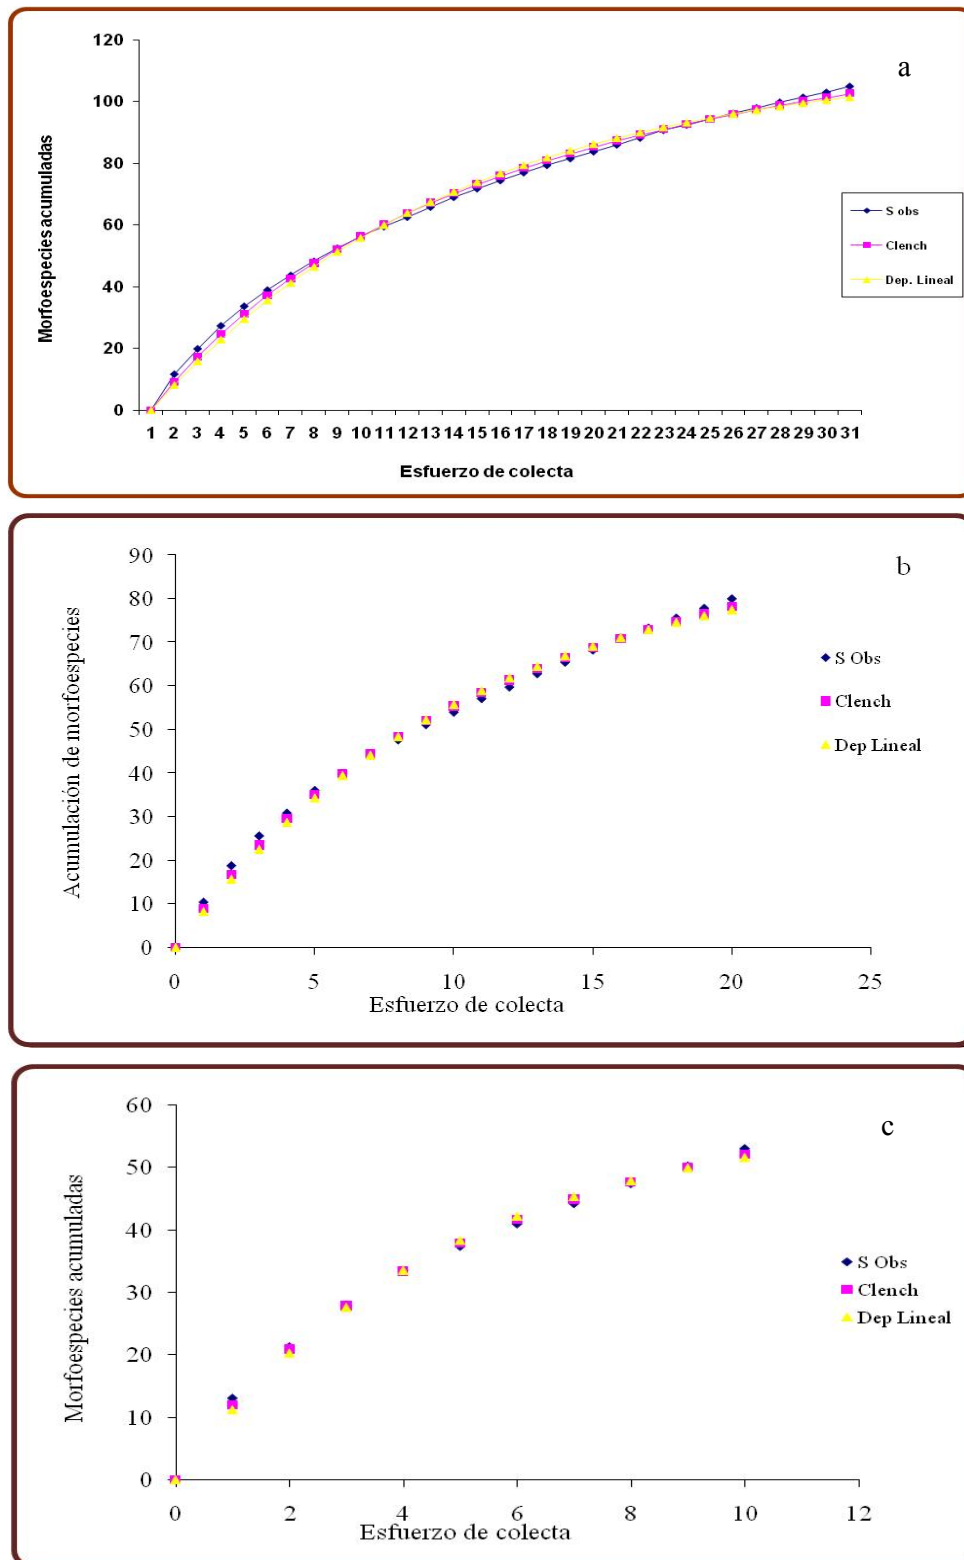 a
120
100
80
60
40
20
0
Morfoespecies acumuladas
1 2 3 4 5 6 7 8 9 10 11 12 13 14 15 16 17 18 19 20 21 22 23 24 25 26 27 28 29 30 31
Esfuerzo de colecta
S obs
Clench
Dep. Lineal
b
90
80
70
60
50
40
30
20
10
0
Acumulación de morfoespecies
0 5 10 15 20 25
Esfuerzo de colecta
S Obs
Clench
Dep Lineal
c
60
50
40
30
20
10
0
Morfoespecies acumuladas
0 2 4 6 8 10 12
Esfuerzo de colecta
S Obs
Clench
Dep Lineal